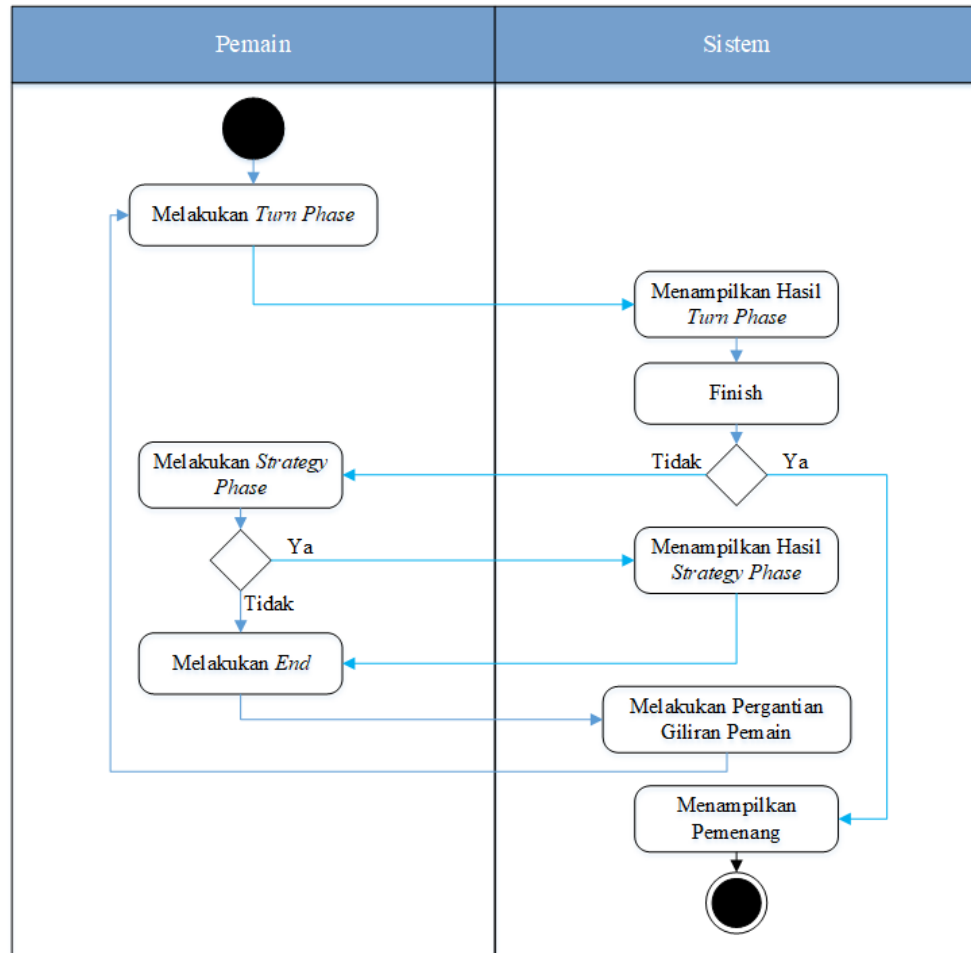 Pemain
Sistem
Melakukan Turn Phase
Menampilkan Hasil
Turn Phase
Finish
Tidak
Ya
Melakukan Strategy
Phase
Ya
Menampilkan Hasil
Strategy Phase
Tidak
Melakukan End
Melakukan Pergantian
Giliran Pemain
Menampilkan
Pemenang